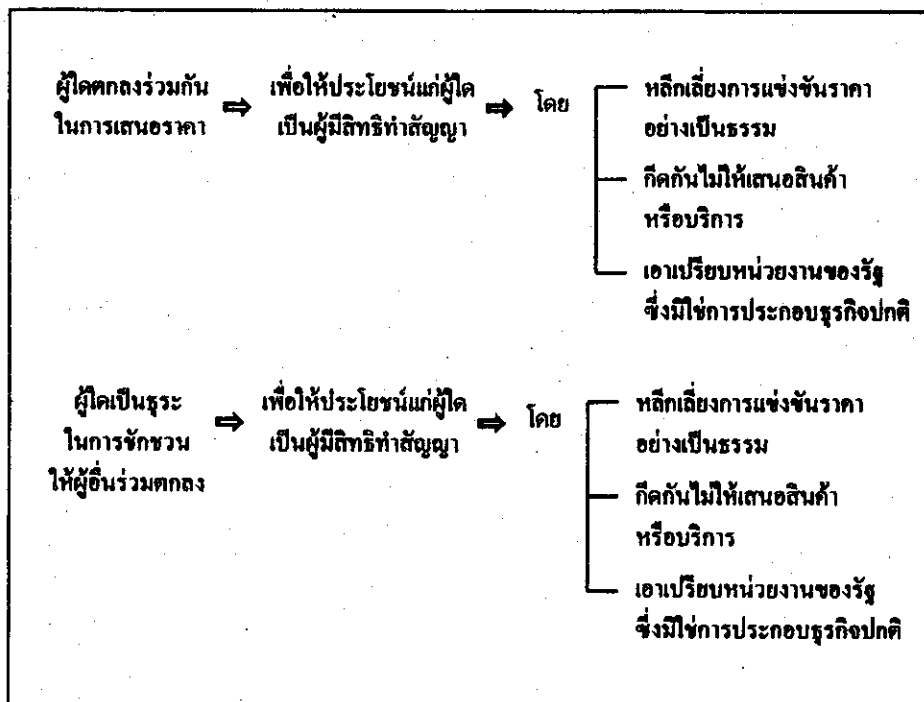 ผู้ใดตกลงร่วมกัน
ในการเสนอราคา
⇨
เพื่อให้ประโยชน์แก่ผู้ใด
เป็นผู้มีสิทธิทำสัญญา
⇨
โดย
หลีกเลี่ยงการแข่งขันราคา
อย่างเป็นธรรม
กีดกันไม่ให้เสนอสินค้า
หรือบริการ
เอาเปรียบหน่วยงานของรัฐ
ซึ่งมิใช่การประกอบธุรกิจปกติ
ผู้ใดเป็นธุระ
ในการชักชวน
ให้ผู้อื่นร่วมตกลง
⇨
เพื่อให้ประโยชน์แก่ผู้ใด
เป็นผู้มีสิทธิทำสัญญา
⇨
โดย
หลีกเลี่ยงการแข่งขันราคา
อย่างเป็นธรรม
กีดกันไม่ให้เสนอสินค้า
หรือบริการ
เอาเปรียบหน่วยงานของรัฐ
ซึ่งมิใช่การประกอบธุรกิจปกติ